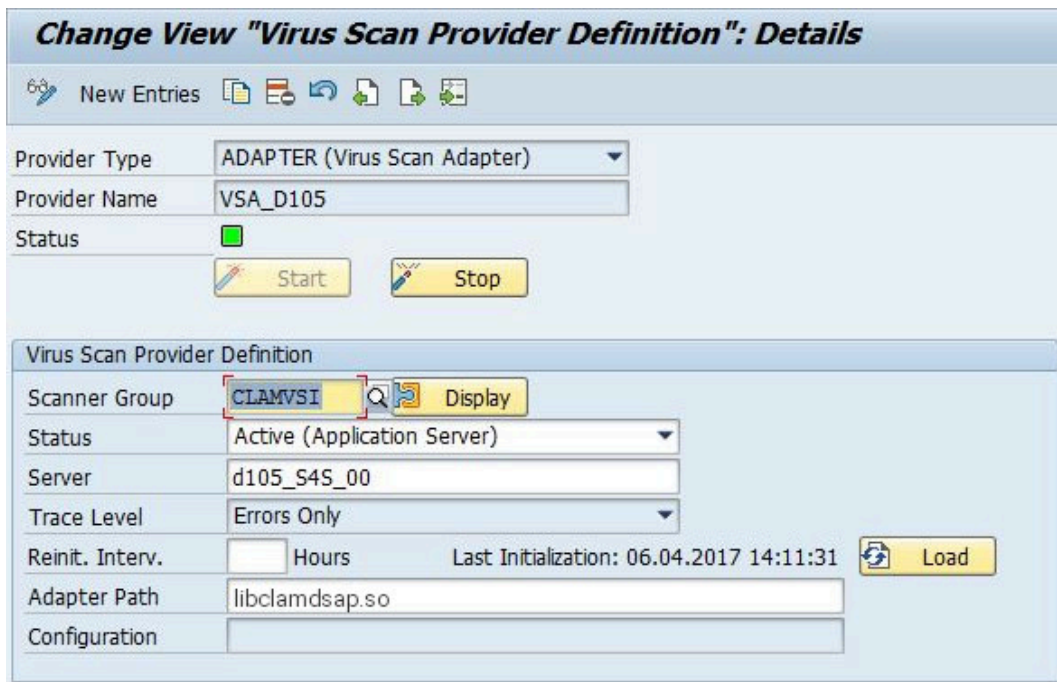 Change View "Virus Scan Provider Definition": Details
New Entries
Provider Type ADAPTER (Virus Scan Adapter)
Provider Name VSA_D105
Status
Start Stop
Virus Scan Provider Definition
Scanner Group CLAMVSI Display
Status Active (Application Server)
Server d105_S4S_00
Trace Level Errors Only
Reinit. Interv. Hours Last Initialization: 06.04.2017 14:11:31 Load
Adapter Path libclamdsap.so
Configuration